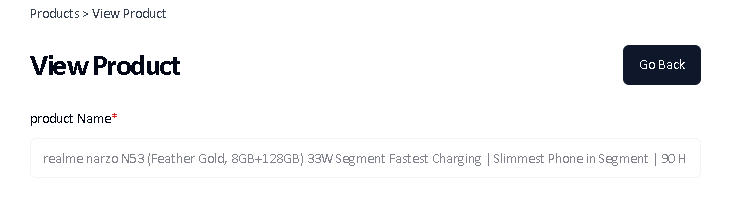 Products > View Product
View Product
Go Back
product Name*
realme narzo N53 (Feather Gold, 8GB+128GB) 33W Segment Fastest Charging | Slimmest Phone in Segment | 90 H